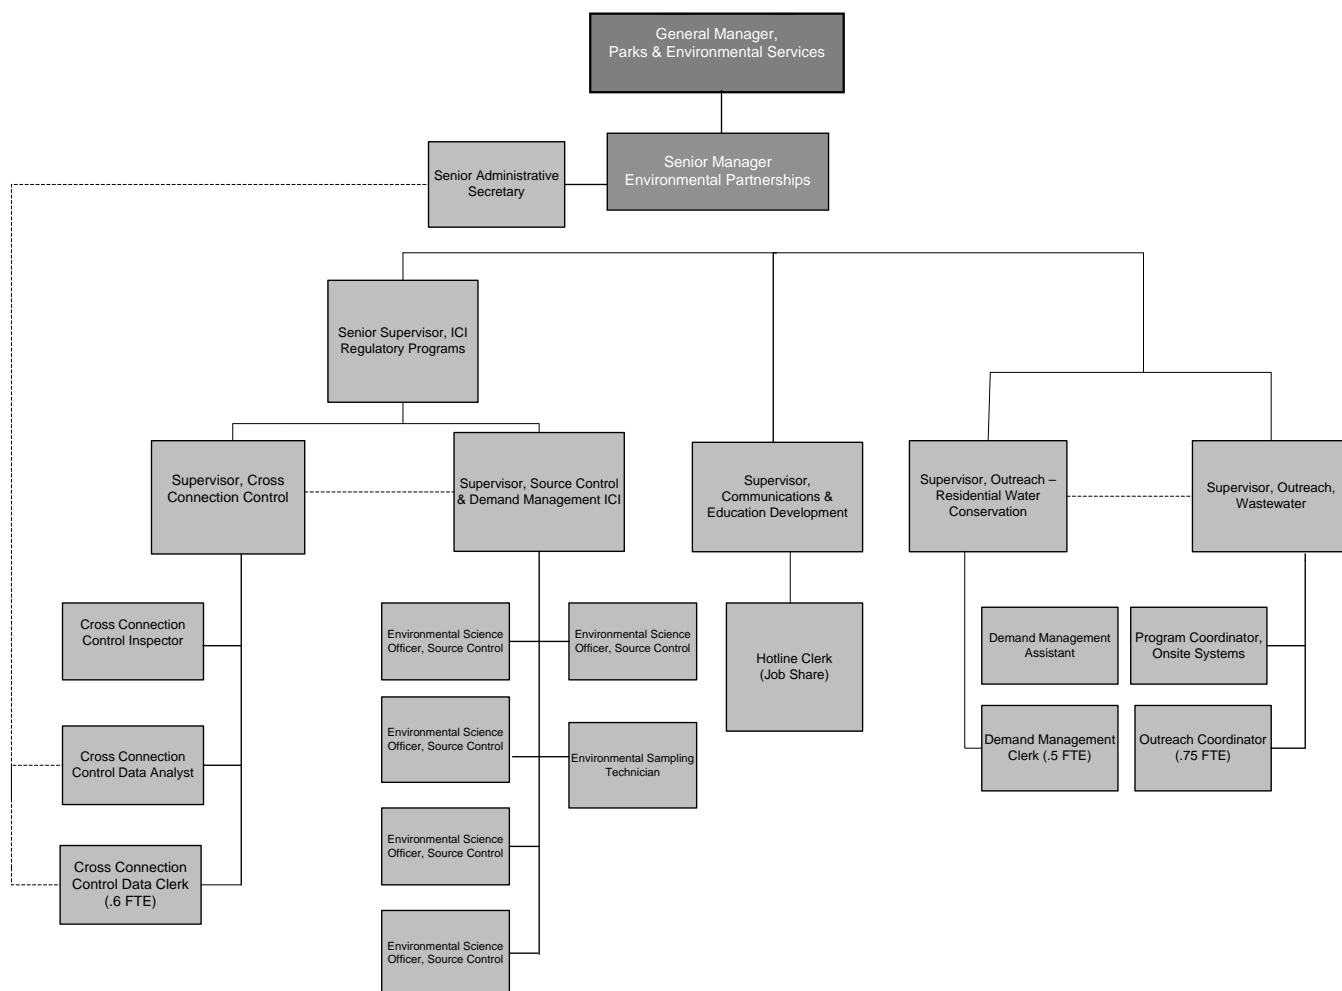 General Manager,
Parks & Environmental Services
Senior Manager
Environmental Partnerships
Senior Administrative
Secretary
Senior Supervisor, ICI
Regulatory Programs
Supervisor, Cross
Connection Control
Supervisor, Source Control
& Demand Management ICI
Supervisor,
Communications &
Education Development
Supervisor, Outreach –
Residential Water
Conservation
Supervisor, Outreach,
Wastewater
Cross Connection
Control Inspector
Environmental Science
Officer, Source Control
Environmental Science
Officer, Source Control
Hotline Clerk
(Job Share)
Demand Management
Assistant
Program Coordinator,
Onsite Systems
Cross Connection
Control Data Analyst
Environmental Science
Officer, Source Control
Environmental Sampling
Technician
Demand Management
Clerk (.5 FTE)
Outreach Coordinator
(.75 FTE)
Cross Connection
Control Data Clerk
(.6 FTE)
Environmental Science
Officer, Source Control
Environmental Science
Officer, Source Control